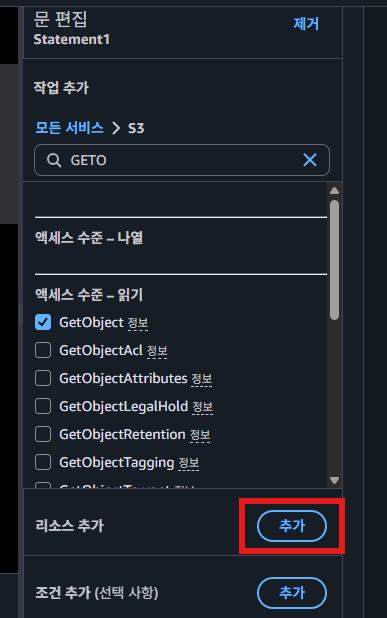 문 편집
Statement1
제거
작업 추가
모든 서비스 > S3
GETO
액세스 수준 – 나열
액세스 수준 – 읽기
GetObject 정보
GetObjectAcl 정보
GetObjectAttributes 정보
GetObjectLegalHold 정보
GetObjectRetention 정보
GetObjectTagging 정보
리소스 추가
추가
조건 추가 (선택 사항)
추가